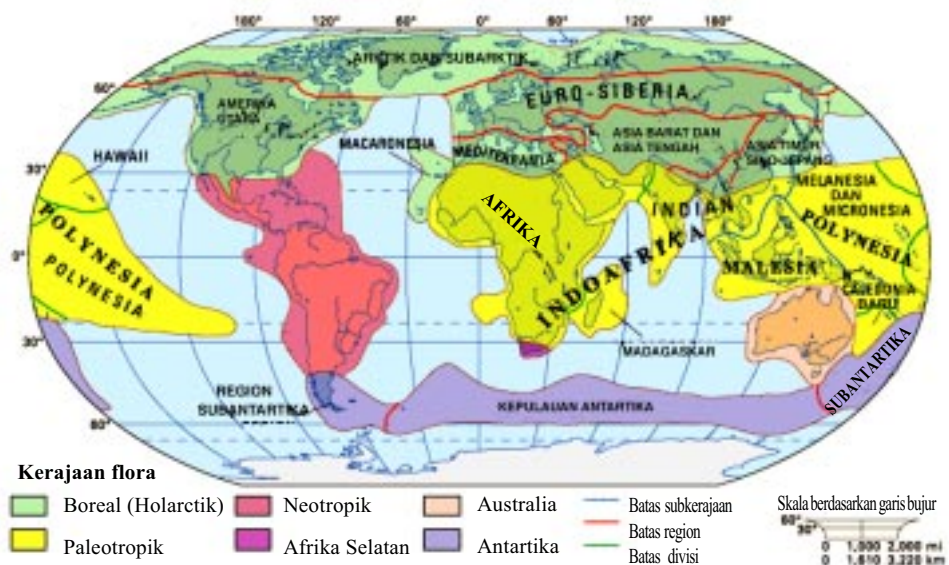 180° 120° 60° 0° 60° 120° 180°
ARCTIK DAN SUBARKTIK
60°
EURO-SIBERIA
AMERIKA
UTARA
MACARONESIA
MEDITERRANIA
ASIA BARAT DAN
ASIA TENGAH
ASIA TIMUR
SINO-JEPANG
HAWAII
30°
MELANESIA
DAN
MICRONESIA
INDIAN
AFRIKA
POLYNESIA
POLYNESIA
POLYNESIA
0°
INDOAFRIKA
MALESIA
CALEDONIA
BARU
30°
MADAGASKAR
REGION
SUBANTARTIKA
KEPULAUAN ANTARTIKA
SUBANTARTIKA
60°
Kerajaan flora
Boreal (Holarctik)
Neotropik
Australia
Batas subkerajaan
Skala berdasarkan garis bujur
Batas region
60°
30°
Paleotropik
Afrika Selatan
Antartika
Batas divisi
0 1,000 2,000 mi
0 1,610 3,220 km